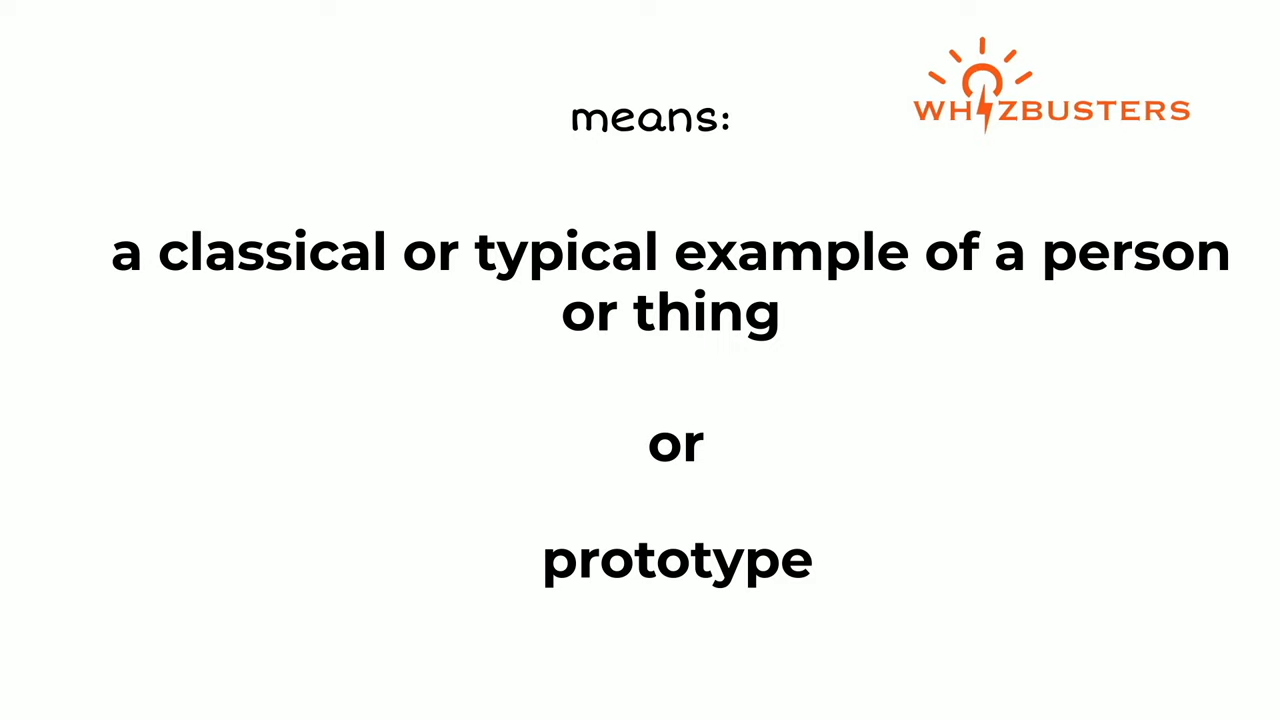 WHIZBUSTERS
means:
a classical or typical example of a person
or thing
or
prototype